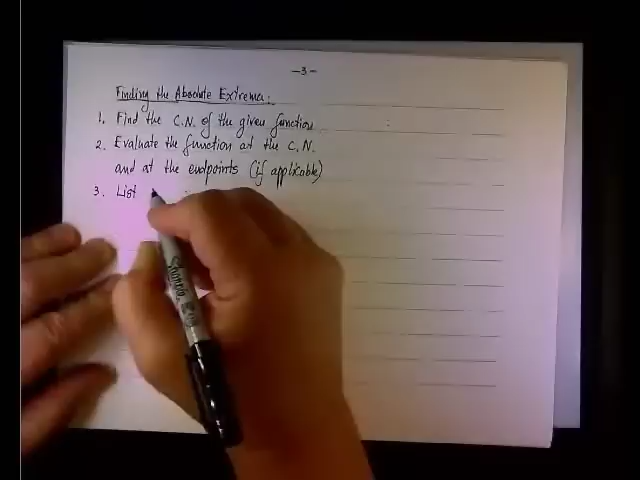 -3-
Finding the Absolute Extrema:
1. Find the C.N. of the given function.
2. Evaluate the function at the C.N.
and at the endpoints (if applicable)
3. List
Sharpie